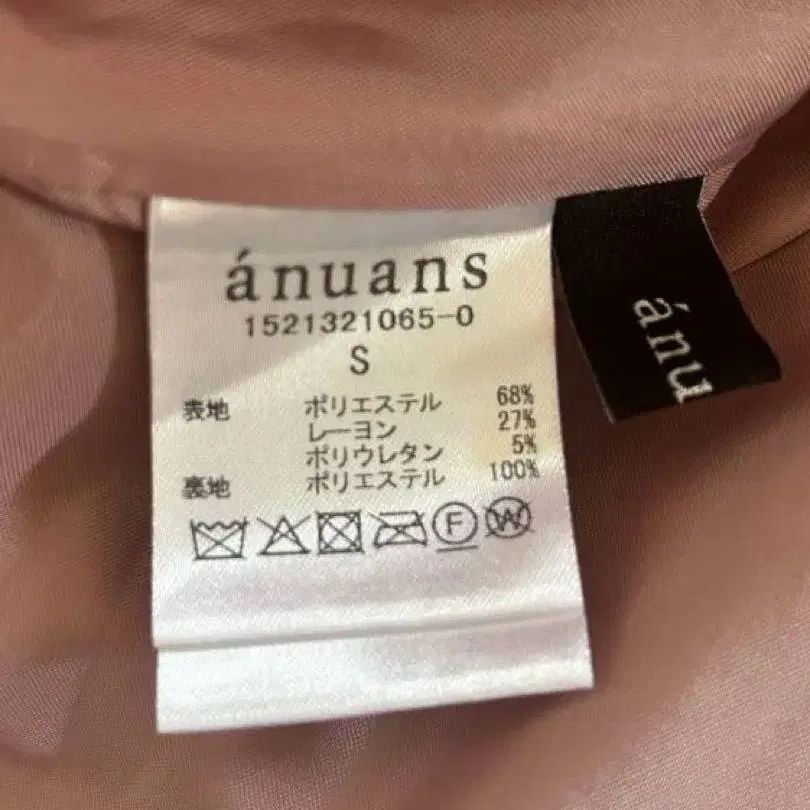 ánuans
1521321065-0
S
表地 ポリエステル 68%
レーヨン 27%
ポリウレタン 5%
裏地 ポリエステル 100%
F W
ánu